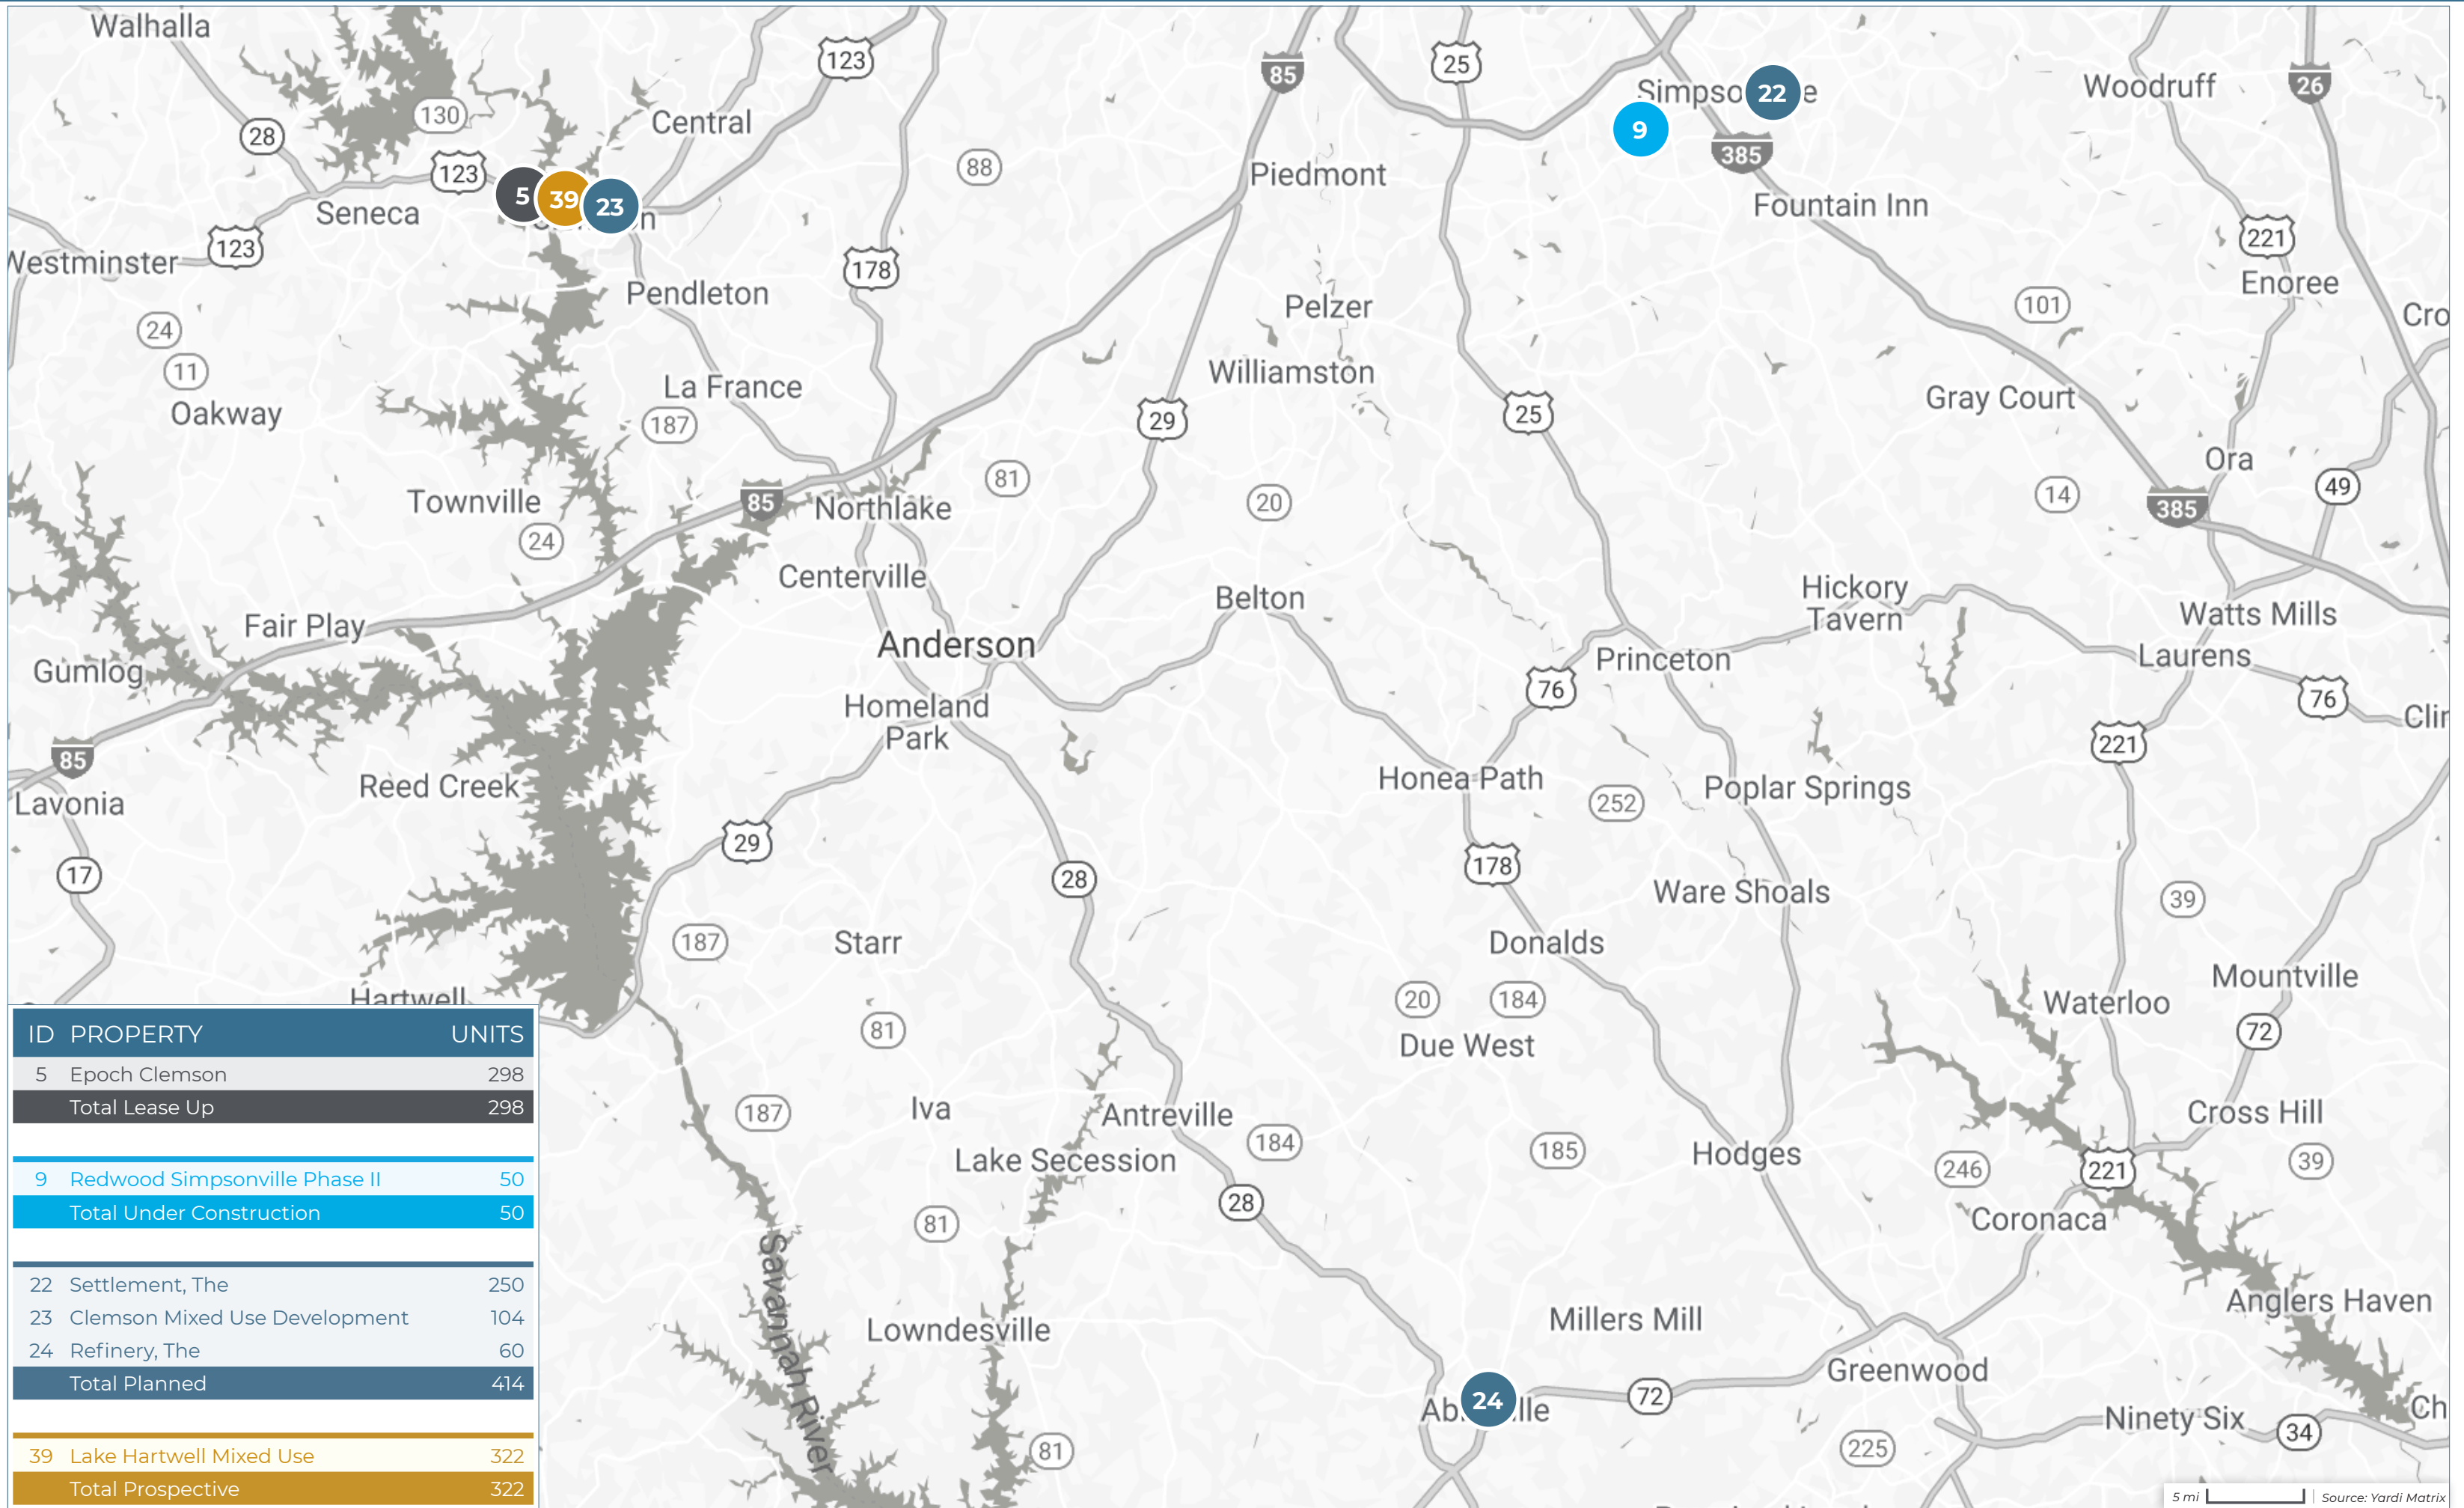 Walhalla
123
85
25
Simpso
22
e
Woodruff
26
9
130
Central
28
385
123
88
Piedmont
5
39
23
n
Seneca
Fountain Inn
123
221
Westminster
178
Enoree
Pendleton
Pelzer
101
Cro
24
11
La France
Williamston
Oakway
187
29
25
Gray Court
Ora
81
14
49
Townville
85
Northlake
20
385
24
Centerville
Belton
Hickory
Tavern
Fair Play
Watts Mills
Anderson
Gumlog
Princeton
Laurens
76
76
Homeland
Park
Clin
221
85
Reed Creek
Honea Path
Poplar Springs
Lavonia
252
29
178
17
28
Ware Shoals
39
187
Starr
Donalds
Mountville
Hartwell
20
184
Waterloo
81
Due West
72
Iva
187
Antreville
Cross Hill
184
185
Hodges
Lake Secession
246
221
39
28
81
Coronaca
Savannah River
Anglers Haven
Lowndesville
Millers Mill
Greenwood
24
72
Ab
lle
Ch
Ninety Six
34
81
225
ID PROPERTY UNITS
5 Epoch Clemson 298
Total Lease Up 298
9 Redwood Simpsonville Phase II 50
Total Under Construction 50
22 Settlement, The 250
23 Clemson Mixed Use Development 104
24 Refinery, The 60
Total Planned 414
39 Lake Hartwell Mixed Use 322
Total Prospective 322
5 mi
Source: Yardi Matrix